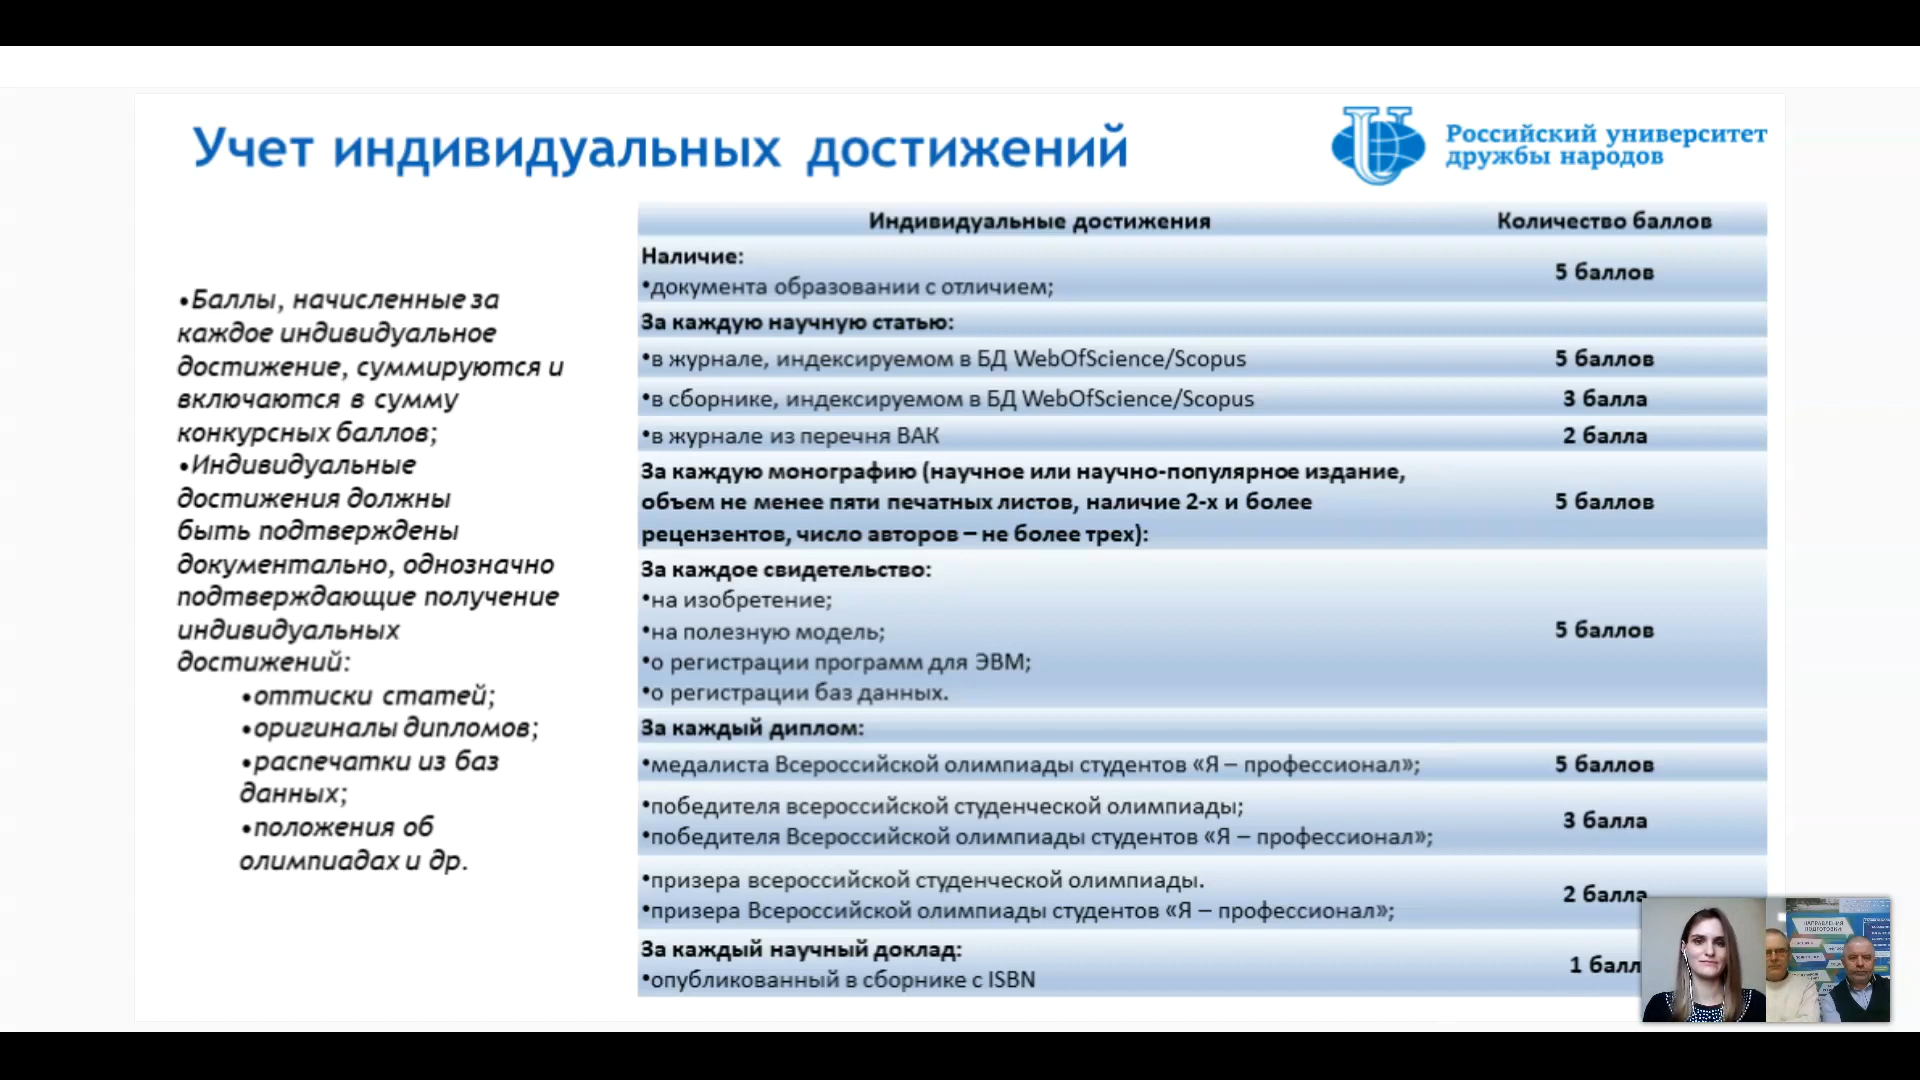 Учет индивидуальных достижений
Российский университет
дружбы народов
•Баллы, начисленные за
каждое индивидуальное
достижение, суммируются и
включаются в сумму
конкурсных баллов;
•Индивидуальные
достижения должны
быть подтверждены
документально, однозначно
подтверждающие получение
индивидуальных
достижений:
•оттиски статей;
•оригиналы дипломов;
•распечатки из баз
данных;
•положения об
олимпиадах и др.
Индивидуальные достижения Количество баллов
Наличие:
•документа образовании с отличием;
5 баллов
За каждую научную статью:
•в журнале, индексируемом в БД WebOfScience/Scopus 5 баллов
•в сборнике, индексируемом в БД WebOfScience/Scopus 3 балла
•в журнале из перечня ВАК 2 балла
За каждую монографию (научное или научно-популярное издание,
объем не менее пяти печатных листов, наличие 2-х и более
рецензентов, число авторов – не более трех):
5 баллов
За каждое свидетельство:
•на изобретение;
•на полезную модель;
•о регистрации программ для ЭВМ;
•о регистрации баз данных.
5 баллов
За каждый диплом:
•медалиста Всероссийской олимпиады студентов «Я – профессионал»; 5 баллов
•победителя всероссийской студенческой олимпиады;
•победителя Всероссийской олимпиады студентов «Я – профессионал»;
3 балла
•призера всероссийской студенческой олимпиады.
•призера Всероссийской олимпиады студентов «Я – профессионал»;
2 балла
За каждый научный доклад:
•опубликованный в сборнике с ISBN
1 балл
НАПРАВЛЕНИЯ
ПОДГОТОВКИ